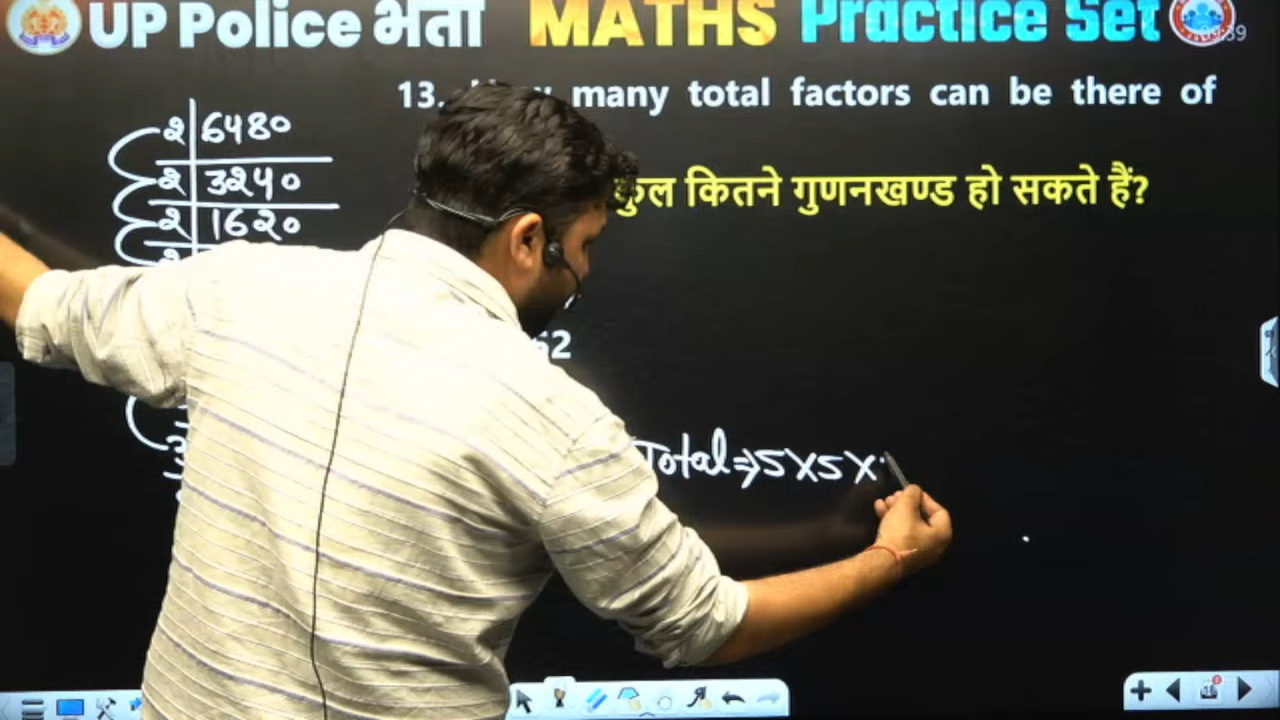 UP Police भर्ती MATHS Practice Set
13. many total factors can be there of
कुल कितने गुणनखण्ड हो सकते हैं?
2 6480
2 3240
2 1620
2
Total ⇒ 5 X 5 X